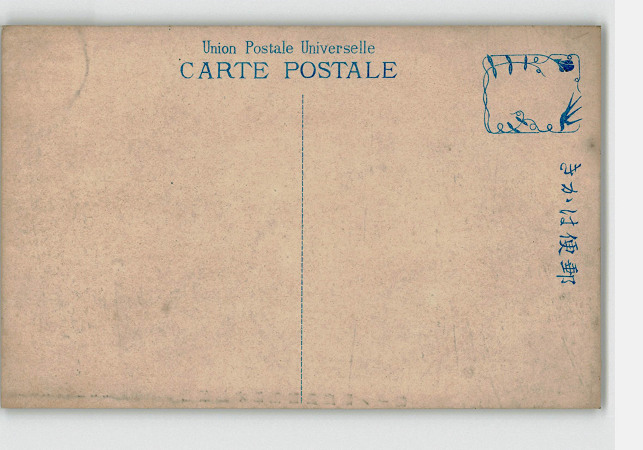 Union Postale Universelle
CARTE POSTALE
きかは便郵